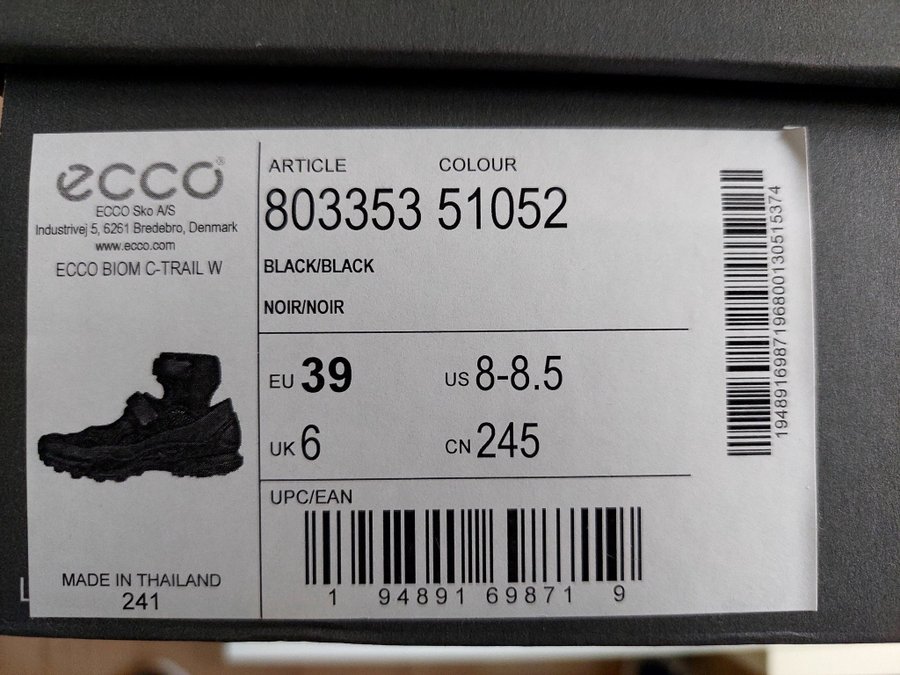 ecco®
ECCO Sko A/S
Industrivej 5, 6261 Bredebro, Denmark
www.ecco.com
ECCO BIOM C-TRAIL W
MADE IN THAILAND
241
ARTICLE COLOUR
803353 51052
BLACK/BLACK
NOIR/NOIR
EU 39 US 8-8.5
UK 6 CN 245
UPC/EAN
1 94891 69871 9
19489169871968001305153​74